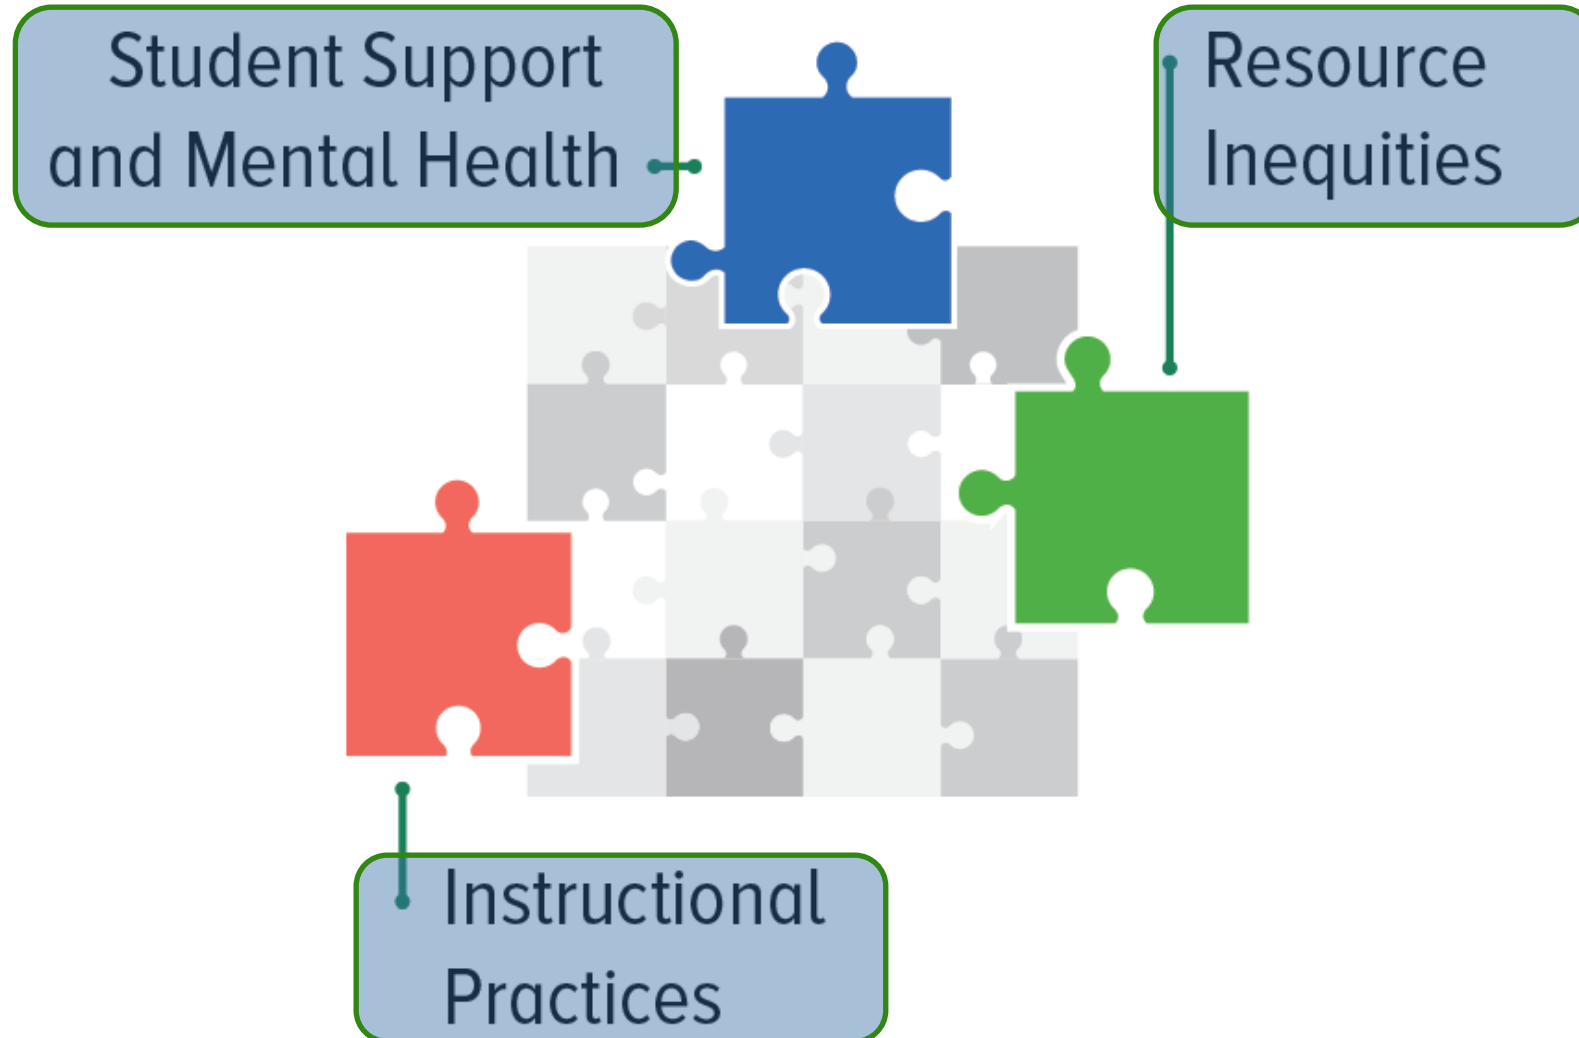 Student Support
and Mental Health
Resource
Inequities
Instructional
Practices